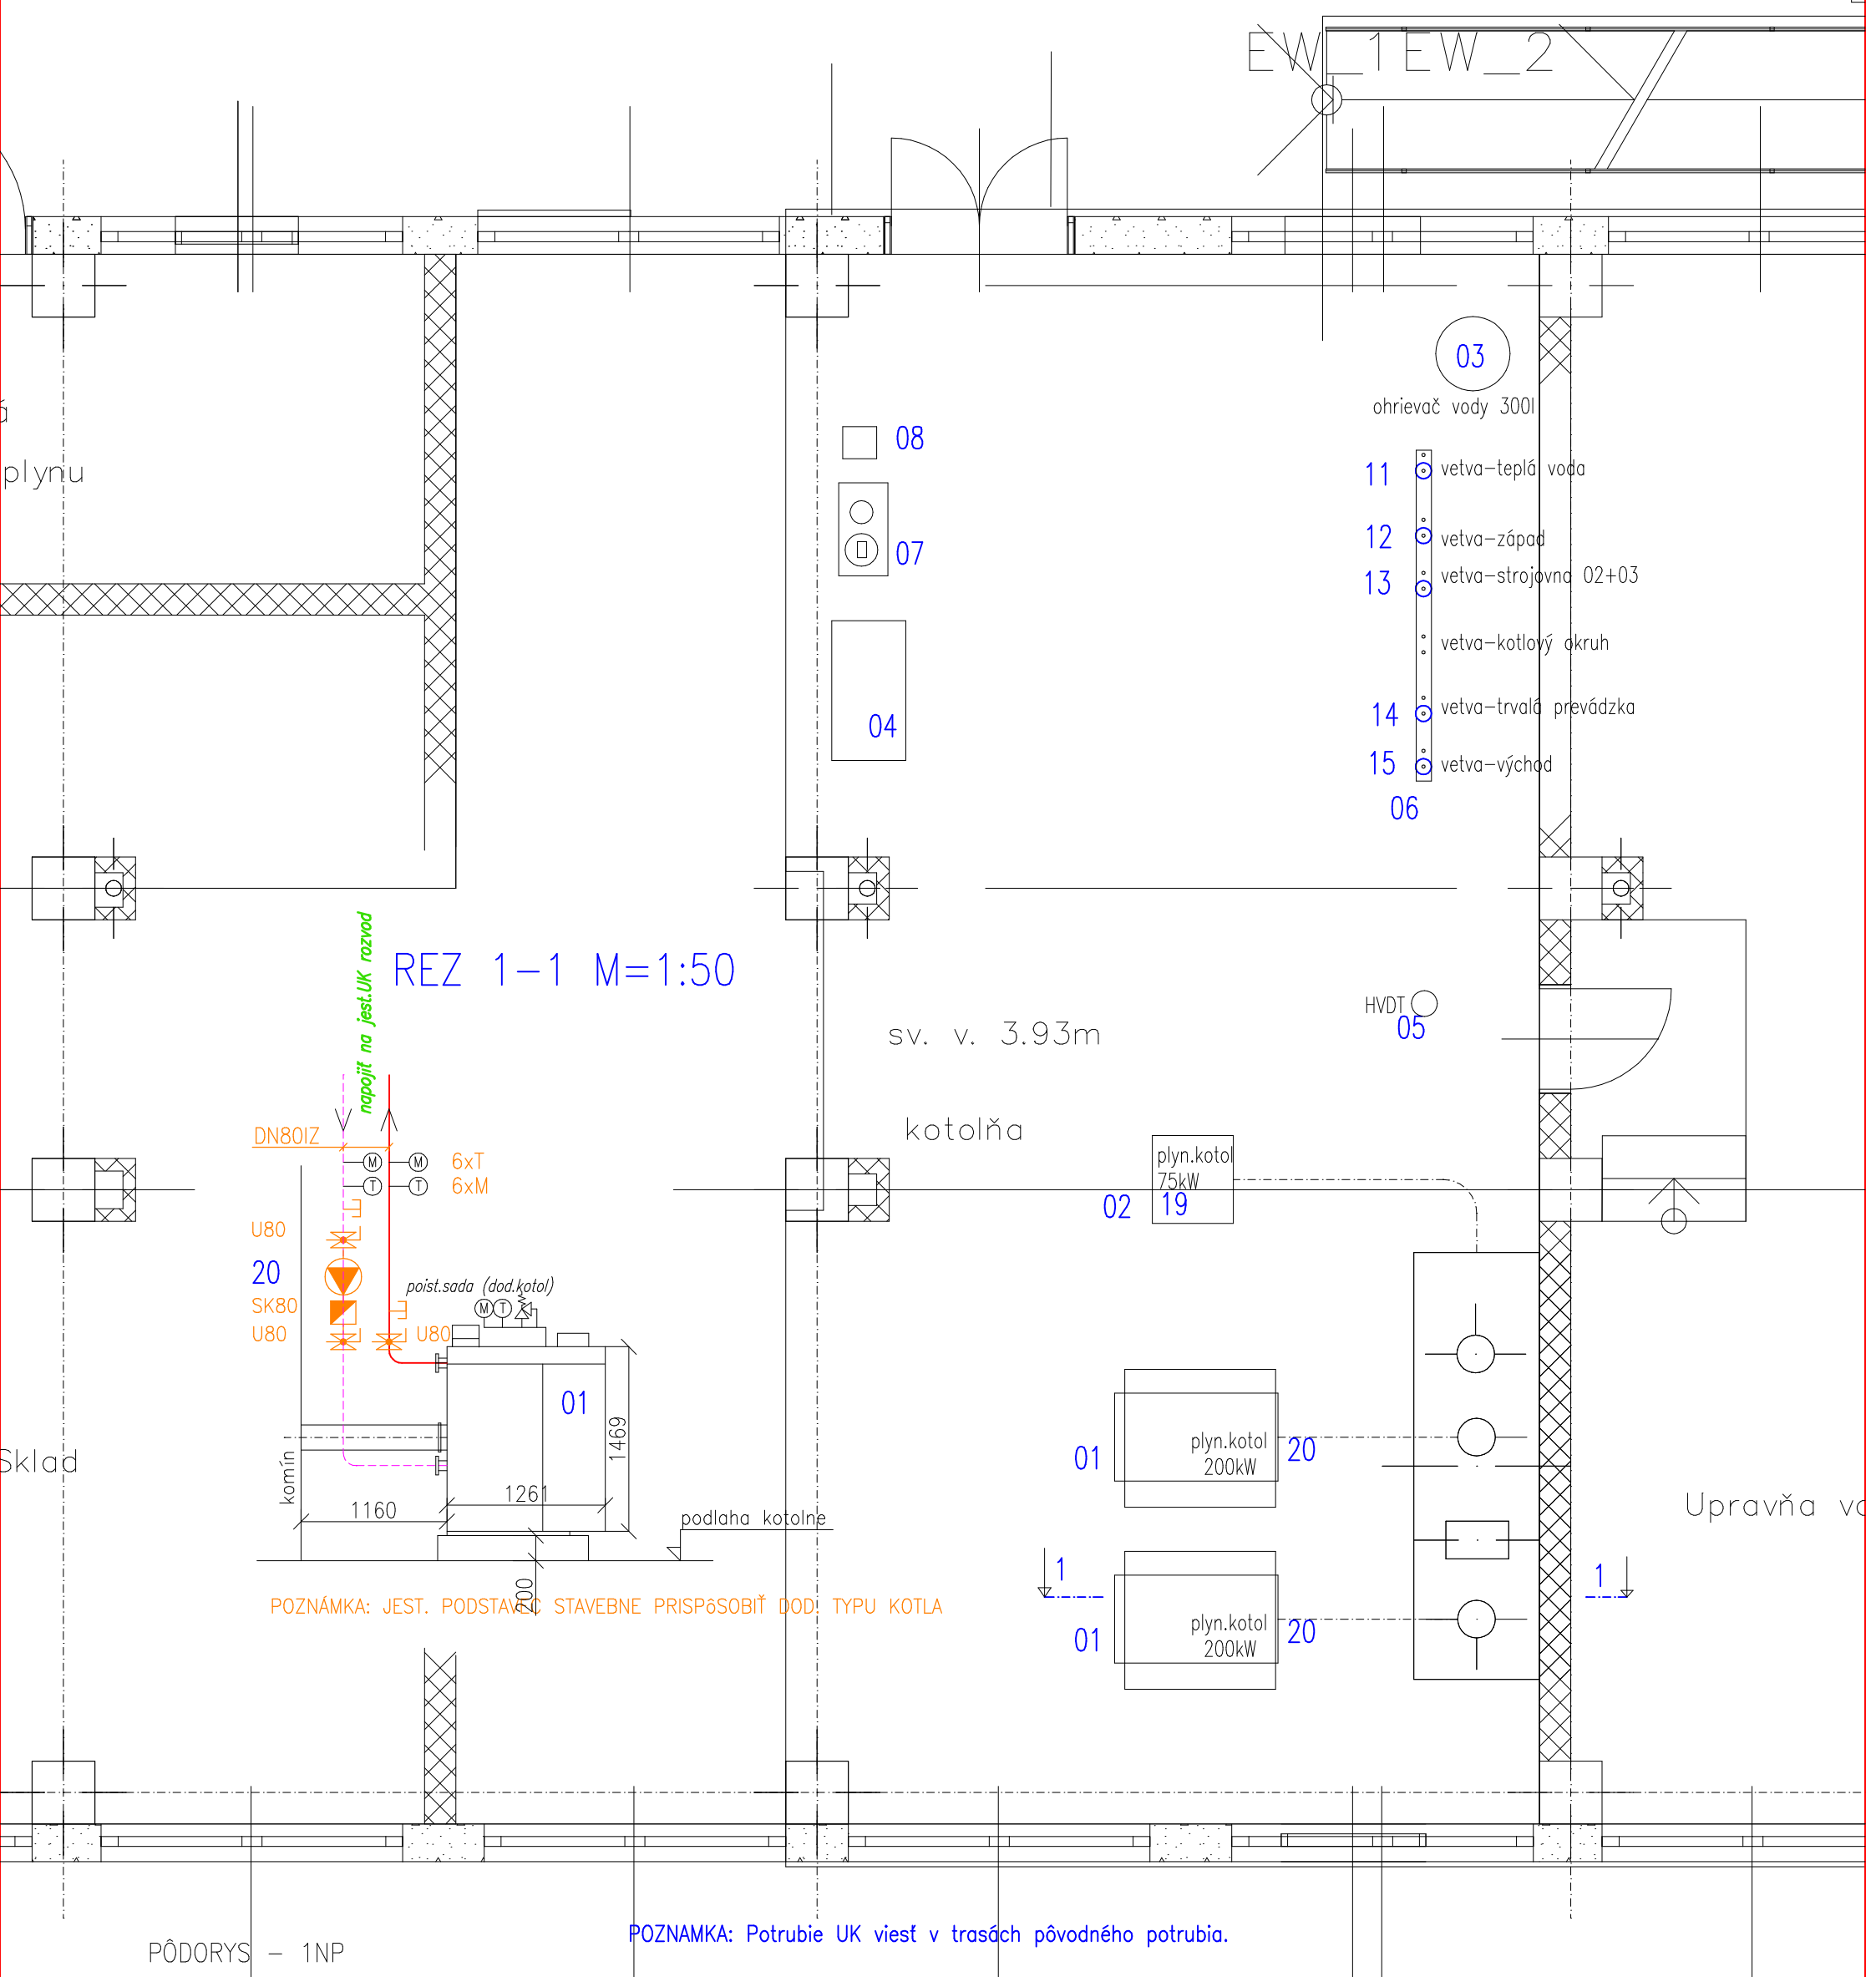 EW_1EW_2
03
ohrievač vody 300l
08
11
vetva-teplá voda
plynu
07
12
vetva-západ
13
vetva-strojovna 02+03
vetva-kotlový okruh
04
14
vetva-trvalá prevádzka
15
vetva-východ
06
napojiť na jest.UK rozvod
REZ 1-1 M=1:50
HVDT
05
sv. v. 3.93m
kotolňa
DN80IZ
M
M
6xT
T
T
6xM
plyn.kotol
75kW
02
19
U80
20
poist.sada (dod.kotol)
SK80
M
T
U80
U80
01
1469
plyn.kotol
200kW
01
20
Sklad
komín
1261
1160
podlaha kotolne
Upravňa
200
1
1
POZNÁMKA: JEST. PODSTAVEC STAVEBNE PRISPôSOBIŤ DOD. TYPU KOTLA
plyn.kotol
200kW
01
20
POZNAMKA: Potrubie UK viesť v trasách pôvodného potrubia.
PÔDORYS - 1NP